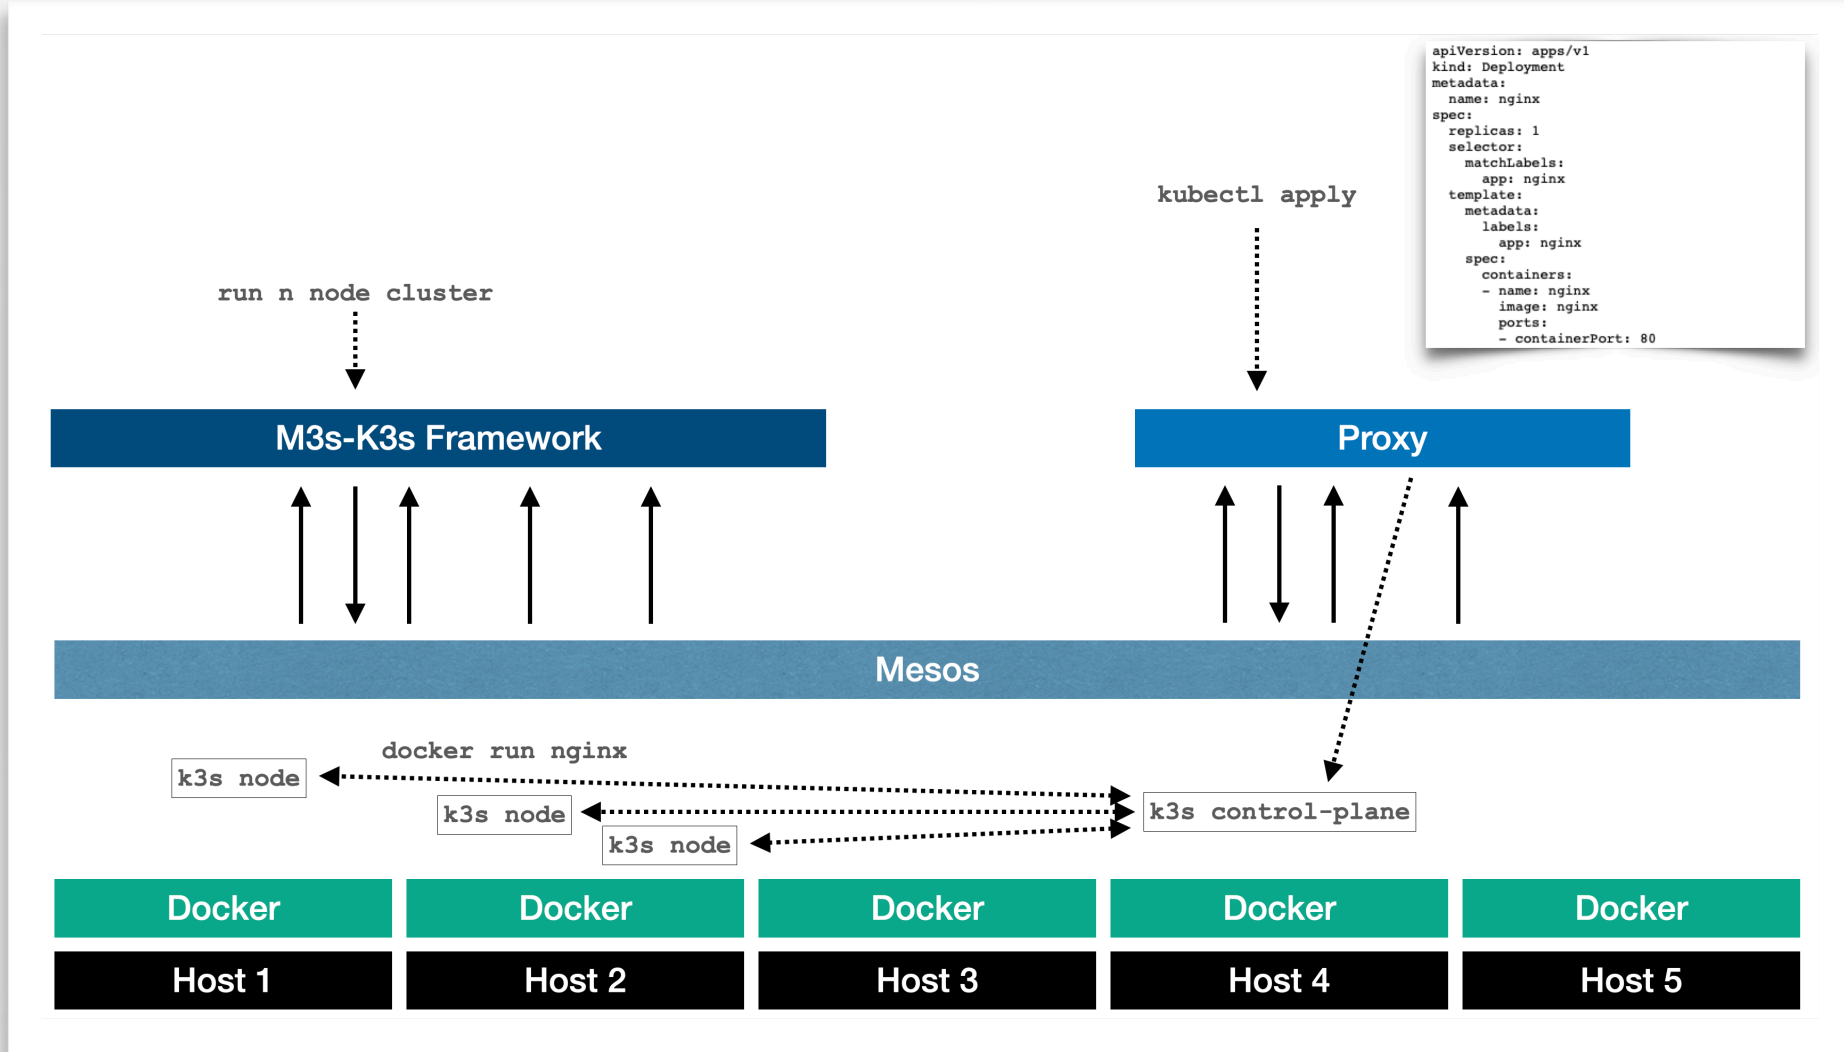 apiVersion: apps/v1
kind: Deployment
metadata:
  name: nginx
spec:
  replicas: 1
  selector:
    matchLabels:
      app: nginx
  template:
    metadata:
      labels:
        app: nginx
    spec:
      containers:
      - name: nginx
        image: nginx
        ports:
        - containerPort: 80
kubectl apply
run n node cluster
M3s-K3s Framework
Proxy
Mesos
docker run nginx
k3s node
k3s node
k3s node
k3s control-plane
Docker
Docker
Docker
Docker
Docker
Host 1
Host 2
Host 3
Host 4
Host 5